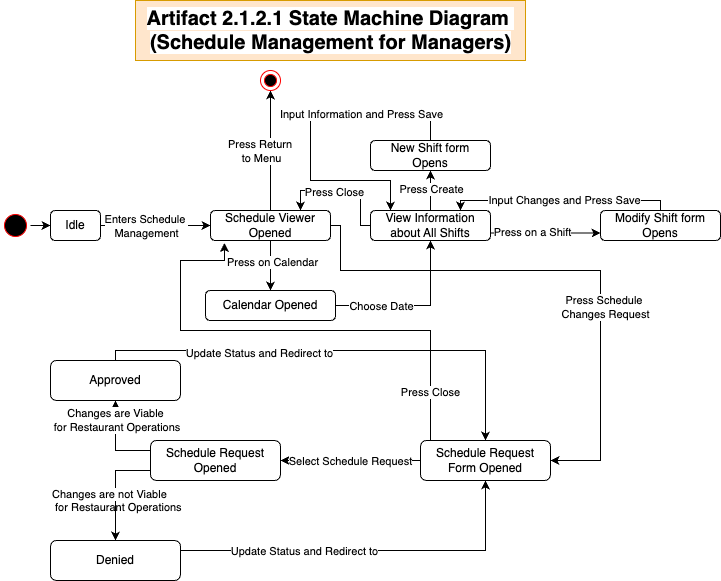 Artifact 2.1.2.1 State Machine Diagram
(Schedule Management for Managers)
Input Information and Press Save
Press Return
to Menu
New Shift form
Opens
Press Close
Press Create
Input Changes and Press Save
Idle
Enters Schedule
Management
Schedule Viewer
Opened
View Information
about All Shifts
Press on a Shift
Modify Shift form
Opens
Press on Calendar
Calendar Opened
Choose Date
Press Schedule
Changes Request
Update Status and Redirect to
Approved
Press Close
Changes are Viable
for Restaurant Operations
Schedule Request
Opened
Select Schedule Request
Schedule Request
Form Opened
Changes are not Viable
for Restaurant Operations
Denied
Update Status and Redirect to